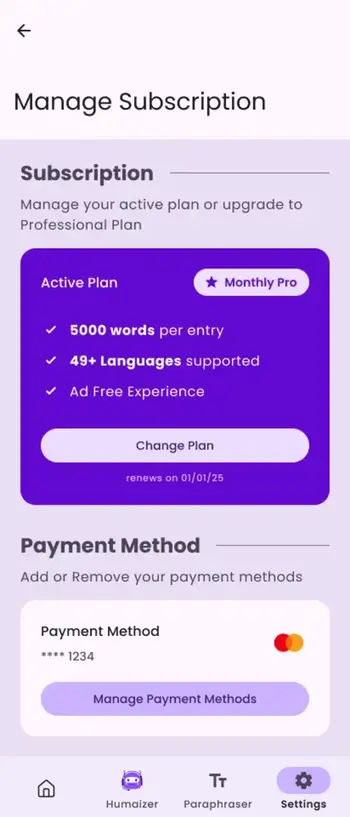 Manage Subscription
Subscription
Manage your active plan or upgrade to
Professional Plan
Active Plan
Monthly Pro
5000 words per entry
49+ Languages supported
Ad Free Experience
Change Plan
renews on 01/01/25
Payment Method
Add or Remove your payment methods
Payment Method
**** 1234
Manage Payment Methods
Humaizer
Paraphraser
Settings